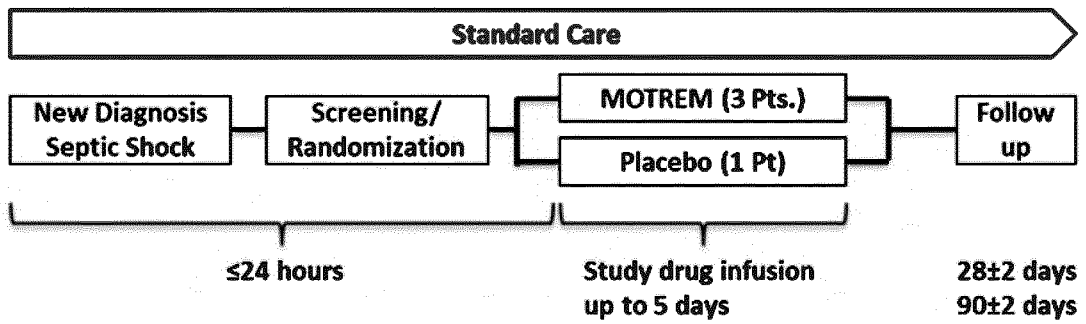 Standard Care
New Diagnosis
Septic Shock
Screening/
Randomization
MOTREM (3 Pts.)
Placebo (1 Pt)
Follow
up
≤24 hours
Study drug infusion
up to 5 days
28±2 days
90±2 days